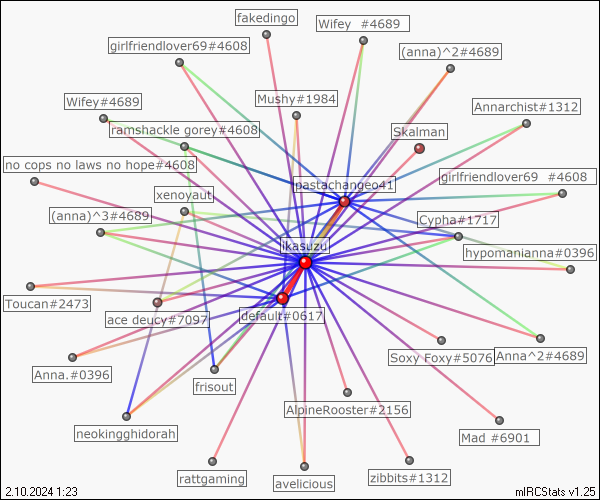 fakedingo
Wifey #4689
girlfriendlover69#4608
(anna)^2#4689
Wifey#4689
Mushy#1984
Annarchist#1312
ramshackle gorey#4608
Skalman
no cops no laws no hope#4608
pastachangeo41
girlfriendlover69 #4608
xenoyaut
(anna)^3#4689
Cypha#1717
ikasuzu
hypomanianna#0396
Toucan#2473
ace deucy#7097
default#0617
Soxy Foxy#5076
Anna^2#4689
Anna.#0396
frisout
AlpineRooster#2156
neokingghidorah
Mad #6901
rattgaming
avelicious
zibbits#1312
2.10.2024 1:23
mIRCStats v1.25